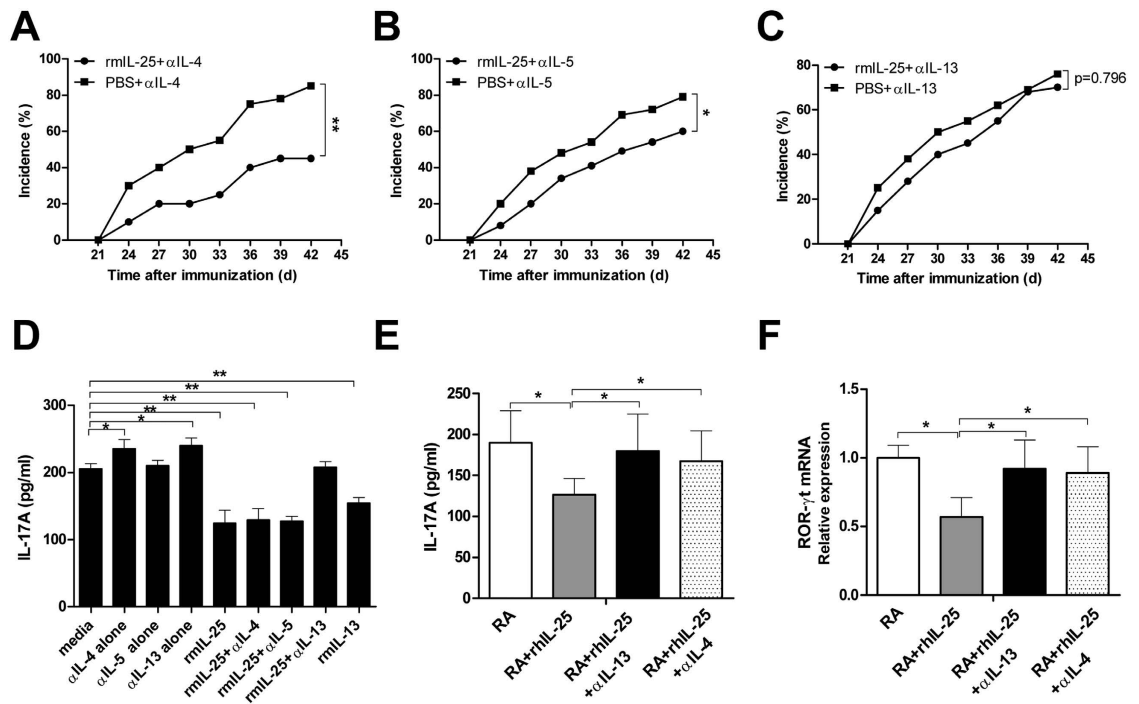 A
rmIL-25+αIL-4
PBS+αIL-4
100
80
60
40
20
0
Incidence (%)
**
21 24 27 30 33 36 39 42 45
Time after immunization (d)
B
rmIL-25+αIL-5
PBS+αIL-5
100
80
60
40
20
0
Incidence (%)
*
21 24 27 30 33 36 39 42 45
Time after immunization (d)
C
rmIL-25+αIL-13
PBS+αIL-13
p=0.796
80
60
40
20
0
Incidence (%)
21 24 27 30 33 36 39 42 45
Time after immunization (d)
D
**
**
**
**
*
*
300
200
100
0
IL-17A (pg/ml)
media
αIL-4 alone
αIL-5 alone
αIL-13 alone
rmIL-25
rmIL-25+αIL-4
rmIL-25+αIL-5
rmIL-25+αIL-13
rmIL-13
E
*
*
*
250
200
150
100
50
0
IL-17A (pg/ml)
RA
RA+rhIL-25
RA+rhIL-25
+αIL-13
RA+rhIL-25
+αIL-4
F
*
*
*
1.5
1.0
0.5
0.0
ROR-γt mRNA
Relative expression
RA
RA+rhIL-25
RA+rhIL-25
+αIL-13
RA+rhIL-25
+αIL-4